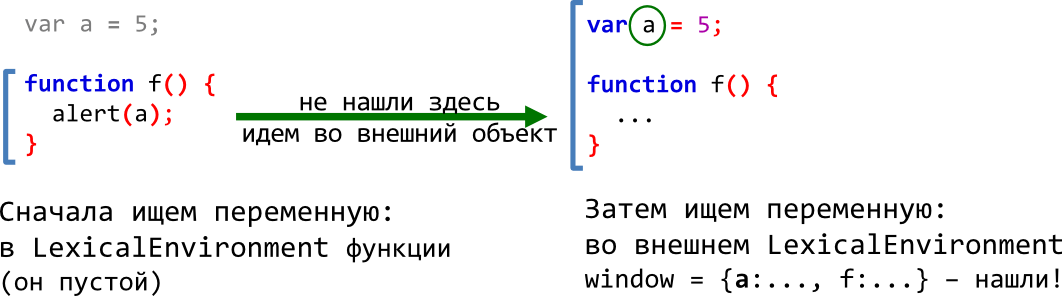 var a = 5;
function f() {
  alert(a);
}
не нашли здесь
идем во внешний объект
var a = 5;
function f() {
  ...
}
Сначала ищем переменную:
в LexicalEnvironment функции
(он пустой)
Затем ищем переменную:
во внешнем LexicalEnvironment
window = {a:..., f:...} – нашли!